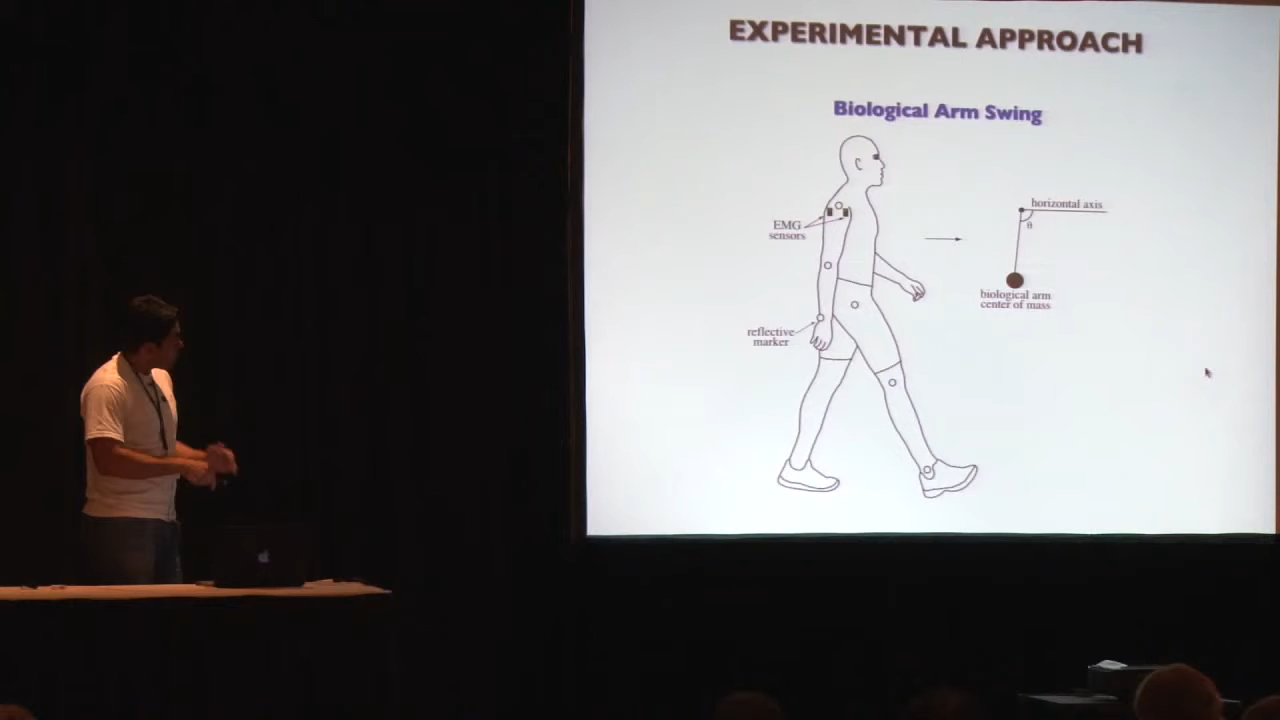 EXPERIMENTAL APPROACH
Biological Arm Swing
EMG
sensors
horizontal axis
θ
biological arm
center of mass
reflective
marker